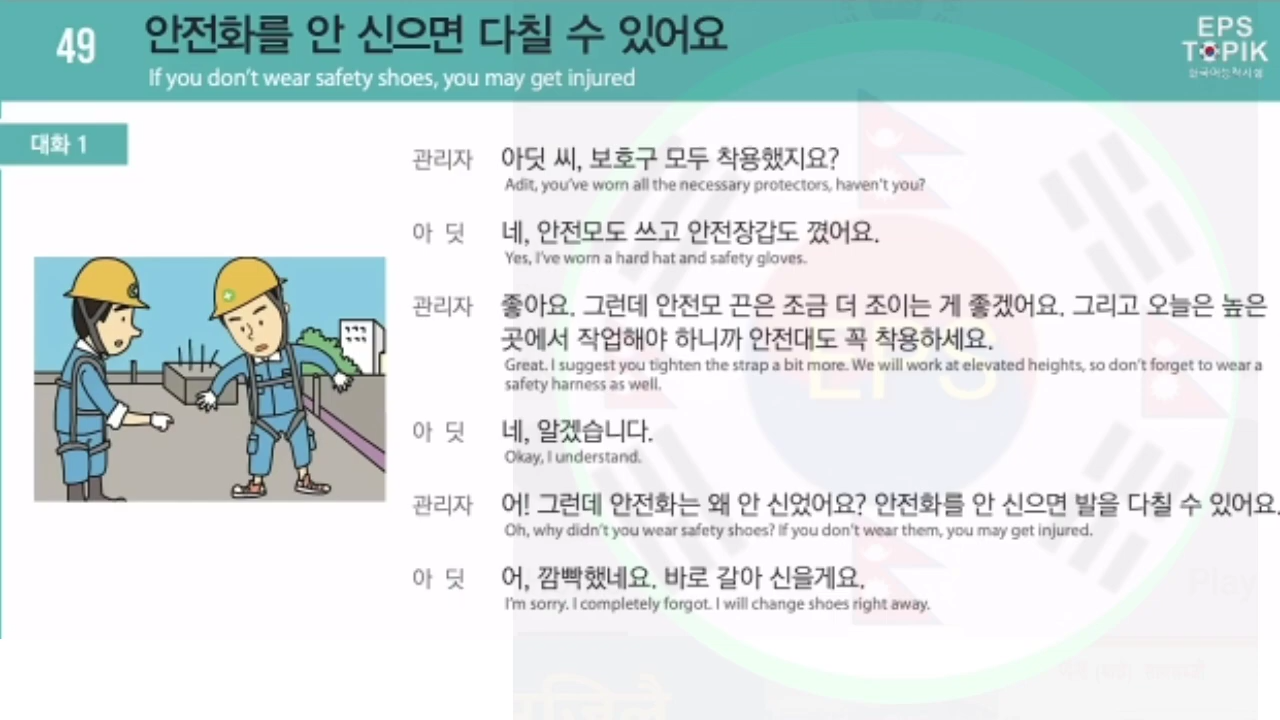 49
안전화를 안 신으면 다칠 수 있어요
If you don't wear safety shoes, you may get injured
EPS
TOPIK
한국어능력시험
대화 1
관리자 아딧 씨, 보호구 모두 착용했지요?
Adit, you've worn all the necessary protectors, haven't you?
아 딧 네, 안전모도 쓰고 안전장갑도 꼈어요.
Yes, I've worn a hard hat and safety gloves.
관리자 좋아요. 그런데 안전모 끈은 조금 더 조이는 게 좋겠어요. 그리고 오늘은 높은
곳에서 작업해야 하니까 안전대도 꼭 착용하세요.
Great. I suggest you tighten the strap a bit more. We will work at elevated heights, so don't forget to wear a
safety harness as well.
아 딧 네, 알겠습니다.
Okay, I understand.
관리자 어! 그런데 안전화는 왜 안 신었어요? 안전화를 안 신으면 발을 다칠 수 있어요.
Oh, why didn't you wear safety shoes? If you don't wear them, you may get injured.
아 딧 어, 깜빡했네요. 바로 갈아 신을게요.
I'm sorry. I completely forgot. I will change shoes right away.
EPS
Play